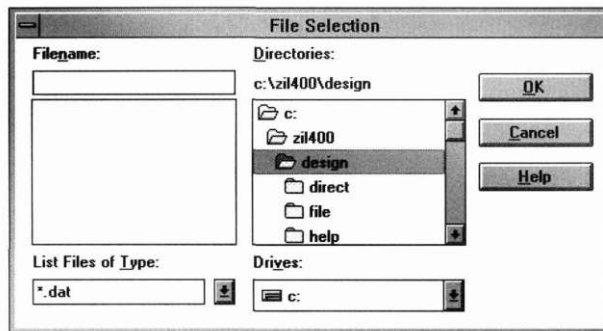 File Selection
Filename:
Directories:
c:\zil400\design
OK
c:
zil400
Cancel
design
direct
Help
file
help
List Files of Type:
Drives:
*.dat
c: